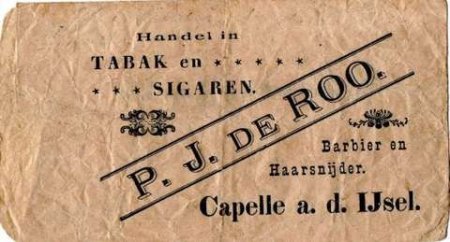 Handel in
TABAK en * * * * *
* * * SIGAREN.
P. J. DE ROO.
Barbier en
Haarsnijder.
Capelle a. d. IJsel.